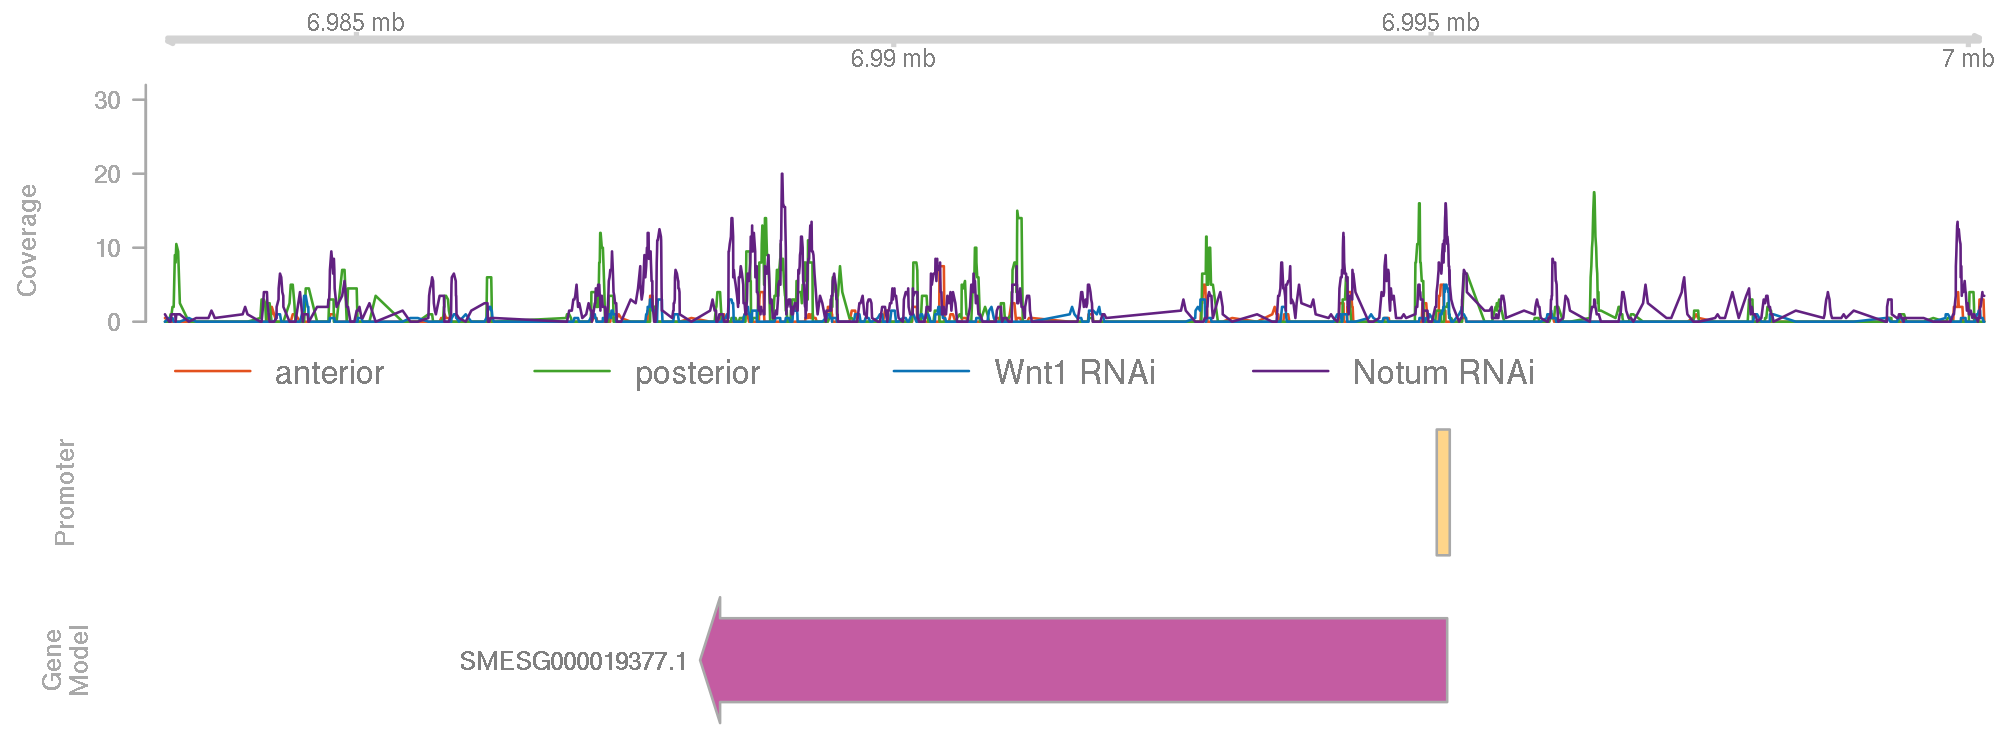 6.985 mb
6.995 mb
6.99 mb
7 mb
Coverage
30
20
10
0
anterior
posterior
Wnt1 RNAi
Notum RNAi
Promoter
Gene
Model
SMESG000019377.1